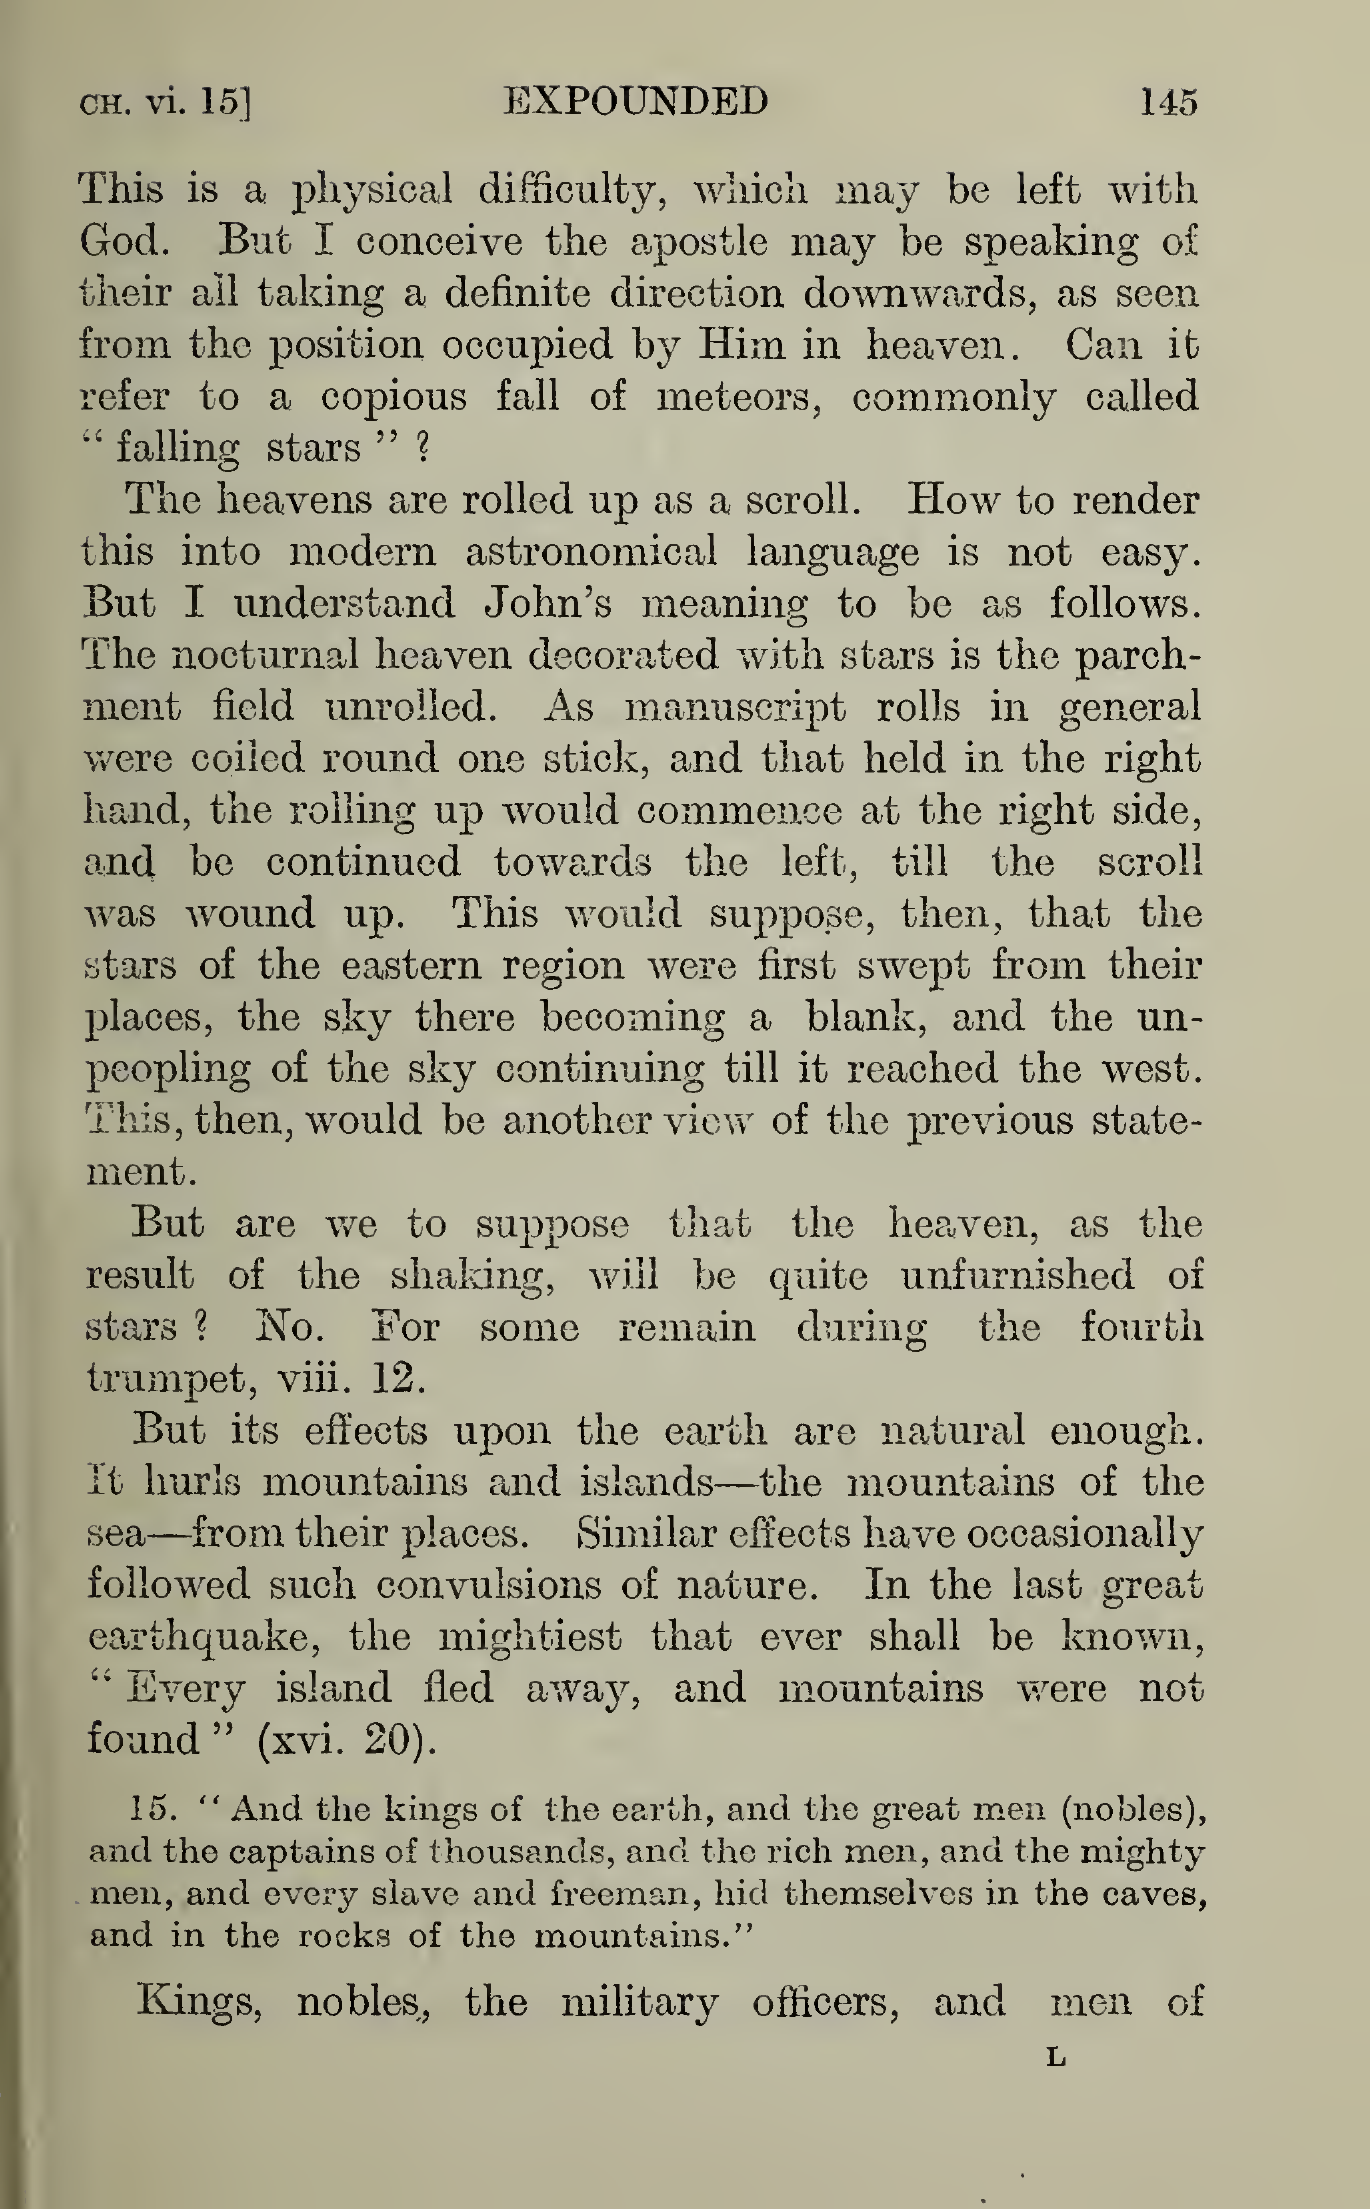 CH. vi. 15] EXPOUNDED 145
This is a physical difficulty, which may be left with
God. But I conceive the apostle may be speaking of
their all taking a definite direction downwards, as seen
from the position occupied by Him in heaven. Can it
refer to a copious fall of meteors, commonly called
“ falling stars ” ?
The heavens are rolled up as a scroll. How to render
this into modern astronomical language is not easy.
But I understand John’s meaning to be as follows.
The nocturnal heaven decorated with stars is the parch-
ment field unrolled. As manuscript rolls in general
were coiled round one stick, and that held in the right
hand, the rolling up would commence at the right side,
and be continued towards the left, till the scroll
was wound up. This would suppose, then, that the
stars of the eastern region were first swept from their
places, the sky there becoming a blank, and the un-
peopling of the sky continuing till it reached the west.
This, then, would be another view of the previous state-
ment.
But are we to suppose that the heaven, as the
result of the shaking, will be quite unfurnished of
stars ? No. For some remain during the fourth
trumpet, viii. 12.
But its effects upon the earth are natural enough.
It hurls mountains and islands—the mountains of the
sea—from their places. Similar effects have occasionally
followed such convulsions of nature. In the last great
earthquake, the mightiest that ever shall be known,
“ Every island fled away, and mountains were not
found ” (xvi. 20).
15. “ And the kings of the earth, and the great men (nobles),
and the captains of thousands, and the rich men, and the mighty
men, and every slave and freeman, hid themselves in the caves,
and in the rocks of the mountains.”
Kings, nobles, the military officers, and men of
L